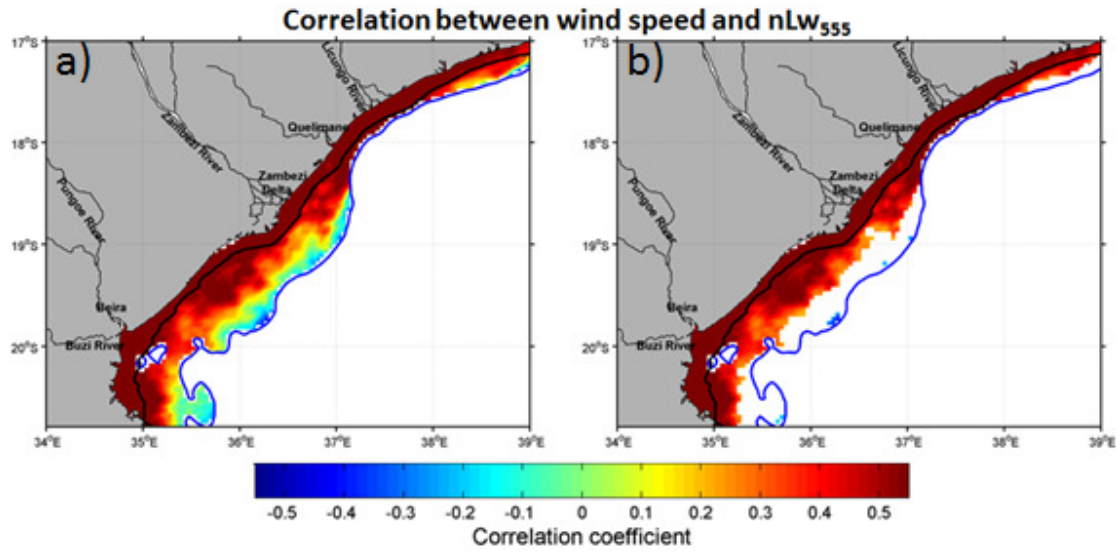 Correlation between wind speed and nLw₅₅₅
a)
b)
17°S
18°S
19°S
20°S
34°E
35°E
36°E
37°E
38°E
39°E
Licungo River
Quelimane
Zambezi River
Zambezi
Delta
Pungoe River
Beira
Buzi River
17°S
18°S
19°S
20°S
34°E
35°E
36°E
37°E
38°E
39°E
Licungo River
Quelimane
Zambezi River
Zambezi
Delta
Pungoe River
Beira
Buzi River
-0.5 -0.4 -0.3 -0.2 -0.1 0 0.1 0.2 0.3 0.4 0.5
Correlation coefficient